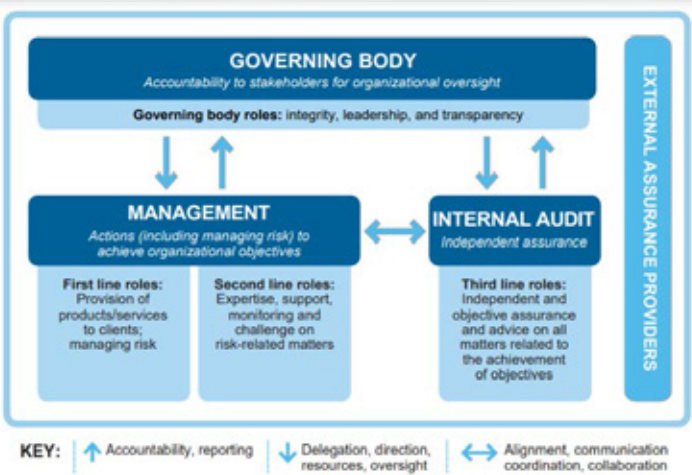 GOVERNING BODY
Accountability to stakeholders for organizational oversight
Governing body roles: integrity, leadership, and transparency
MANAGEMENT
Actions (including managing risk) to
achieve organizational objectives
First line roles:
Provision of
products/services
to clients;
managing risk
Second line roles:
Expertise, support,
monitoring and
challenge on
risk-related matters
INTERNAL AUDIT
Independent assurance
Third line roles:
Independent and
objective assurance
and advice on all
matters related to
the achievement
of objectives
EXTERNAL ASSURANCE PROVIDERS
KEY:
Accountability, reporting
Delegation, direction,
resources, oversight
Alignment, communication
coordination, collaboration